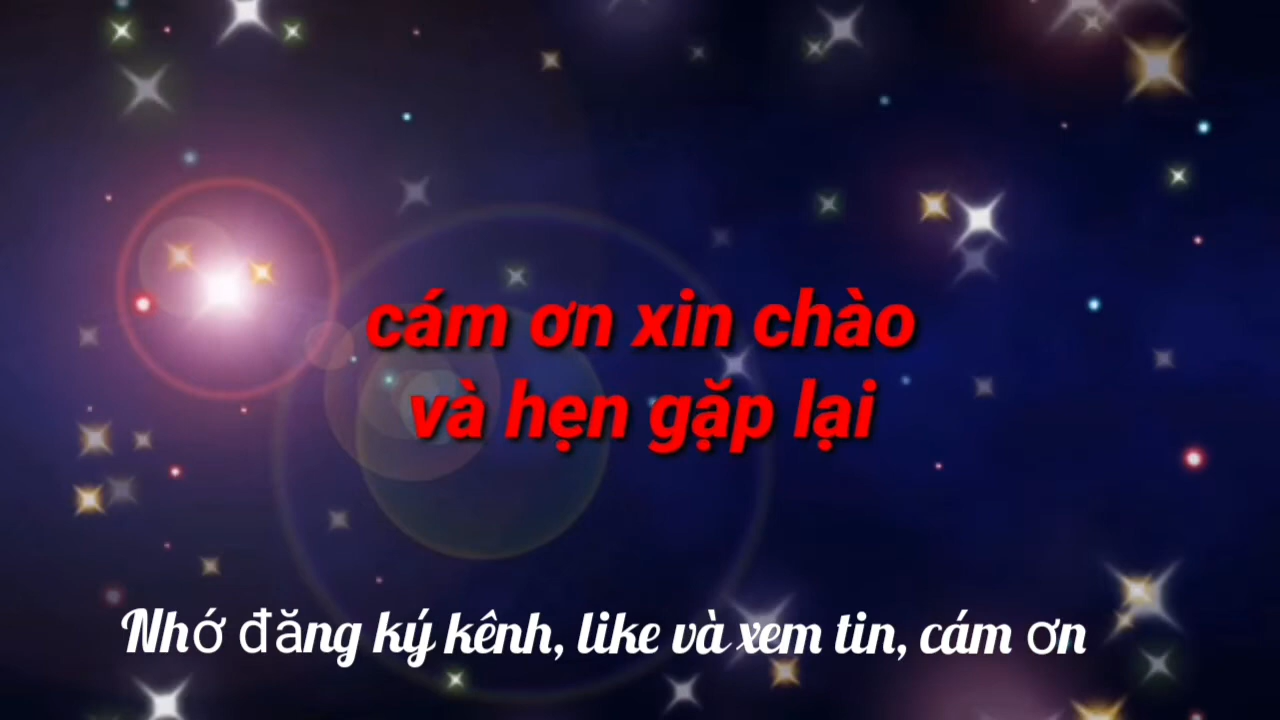 cám ơn xin chào
và hẹn gặp lại
Nhớ đăng ký kênh, like và xem tin, cám ơn